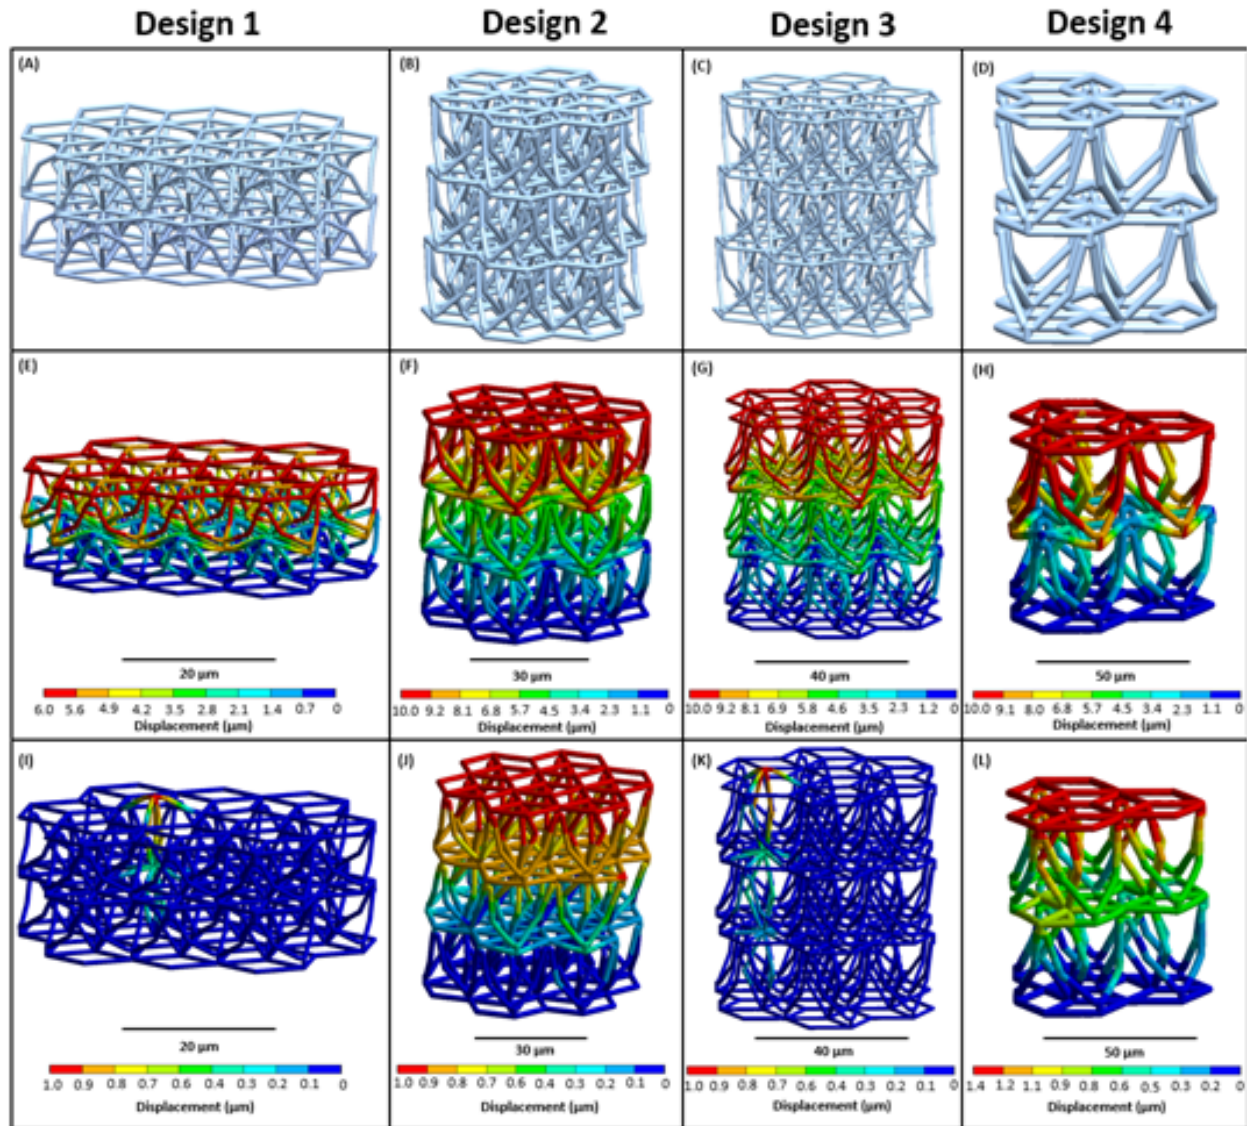 Design 1 Design 2 Design 3 Design 4
(A) (B) (C) (D)
(E) (F) (G) (H)
20 µm 30 µm 40 µm 50 µm
6.0 5.6 4.9 4.2 3.5 2.8 2.1 1.4 0.7 0
10.0 9.2 8.1 6.8 5.7 4.5 3.4 2.3 1.1 0
10.0 9.2 8.1 6.9 5.8 4.6 3.5 2.3 1.2 0
10.0 9.1 8.0 6.8 5.7 4.5 3.4 2.3 1.1 0
Displacement (µm) Displacement (µm) Displacement (µm) Displacement (µm)
(I) (J) (K) (L)
20 µm 30 µm 40 µm 50 µm
1.0 0.9 0.8 0.7 0.6 0.4 0.3 0.2 0.1 0
1.0 0.9 0.8 0.7 0.6 0.4 0.3 0.2 0.1 0
1.0 0.9 0.8 0.7 0.6 0.4 0.3 0.2 0.1 0
1.4 1.2 1.1 0.9 0.8 0.6 0.5 0.3 0.2 0
Displacement (µm) Displacement (µm) Displacement (µm) Displacement (µm)